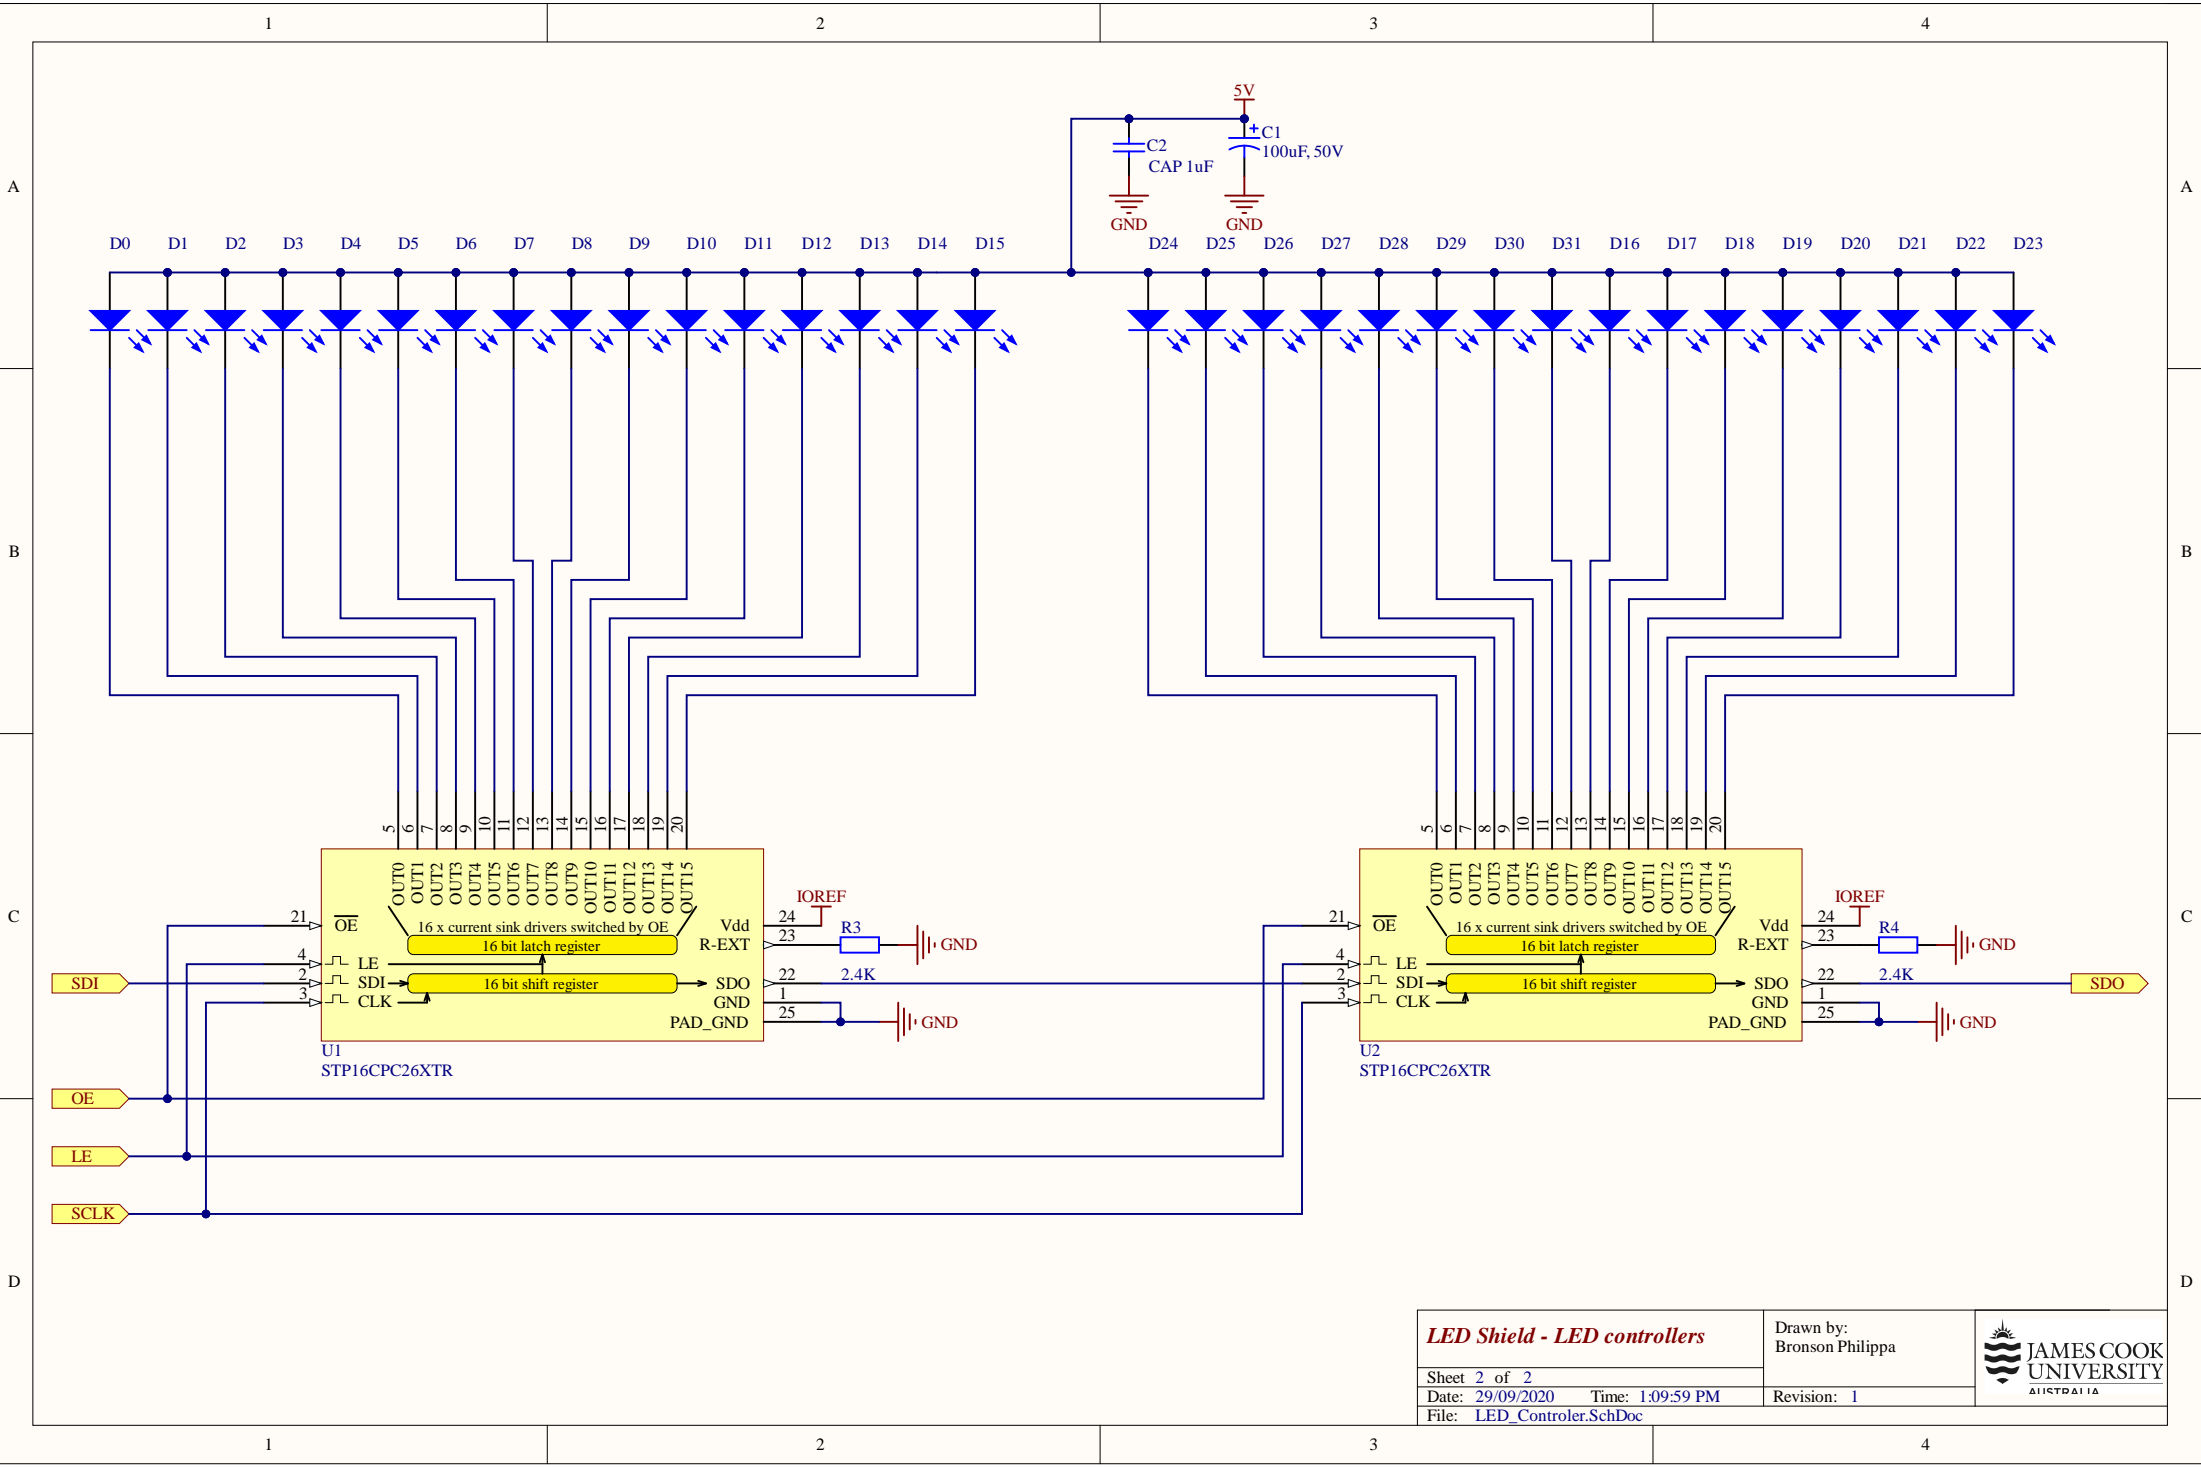 1 2 3 4
A A
5V
C2
CAP 1uF
C1
100uF, 50V
GND GND
D0 D1 D2 D3 D4 D5 D6 D7 D8 D9 D10 D11 D12 D13 D14 D15 D24 D25 D26 D27 D28 D29 D30 D31 D16 D17 D18 D19 D20 D21 D22 D23
B B
5 6 7 8 9 10 11 12 13 14 15 16 17 18 19 20
OUT0 OUT1 OUT2 OUT3 OUT4 OUT5 OUT6 OUT7 OUT8 OUT9 OUT10 OUT11 OUT12 OUT13 OUT14 OUT15
C
21 OE
16 x current sink drivers switched by OE
16 bit latch register
4 LE
2 SDI
16 bit shift register
3 CLK
Vdd 24 IOREF
R-EXT 23 R3 GND
2.4K
SDO 22
GND 1
PAD_GND 25 GND
U1
STP16CPC26XTR
5 6 7 8 9 10 11 12 13 14 15 16 17 18 19 20
OUT0 OUT1 OUT2 OUT3 OUT4 OUT5 OUT6 OUT7 OUT8 OUT9 OUT10 OUT11 OUT12 OUT13 OUT14 OUT15
C
21 OE
16 x current sink drivers switched by OE
16 bit latch register
4 LE
2 SDI
16 bit shift register
3 CLK
Vdd 24 IOREF
R-EXT 23 R4 GND
2.4K
SDO 22
GND 1
PAD_GND 25 GND
U2
STP16CPC26XTR
SDI
SDO
OE
LE
SCLK
D D
LED Shield - LED controllers
Sheet 2 of 2
Date: 29/09/2020 Time: 1:09:59 PM
File: LED_Controler.SchDoc
Drawn by:
Bronson Philippa
Revision: 1
JAMES COOK
UNIVERSITY
AUSTRALIA
1 2 3 4